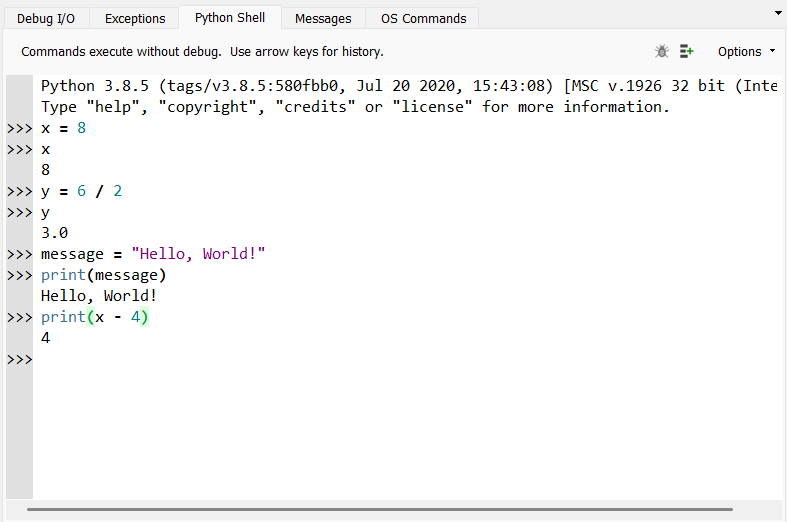 Debug I/O Exceptions Python Shell Messages OS Commands
Commands execute without debug. Use arrow keys for history. Options
Python 3.8.5 (tags/v3.8.5:580fbb0, Jul 20 2020, 15:43:08) [MSC v.1926 32 bit (Inte
Type "help", "copyright", "credits" or "license" for more information.
>>> x = 8
>>> x
8
>>> y = 6 / 2
>>> y
3.0
>>> message = "Hello, World!"
>>> print(message)
Hello, World!
>>> print(x - 4)
4
>>>